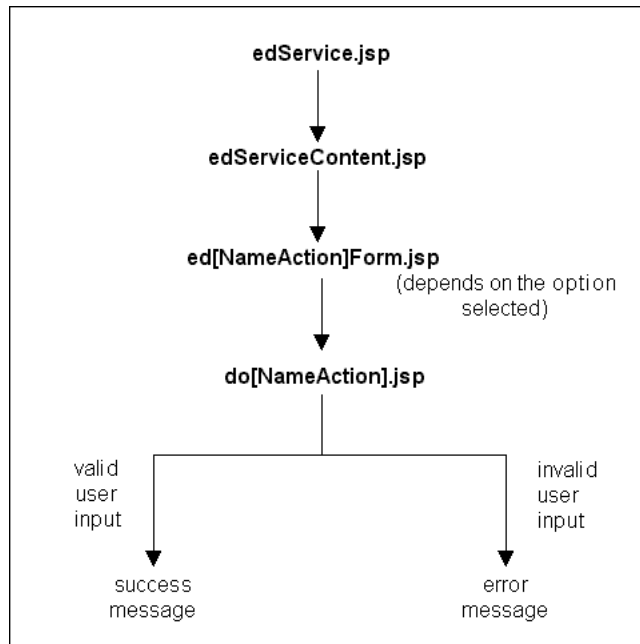 edService.jsp
edServiceContent.jsp
ed[NameAction]Form.jsp
(depends on the option
selected)
do[NameAction].jsp
valid
user
input
invalid
user
input
success
message
error
message